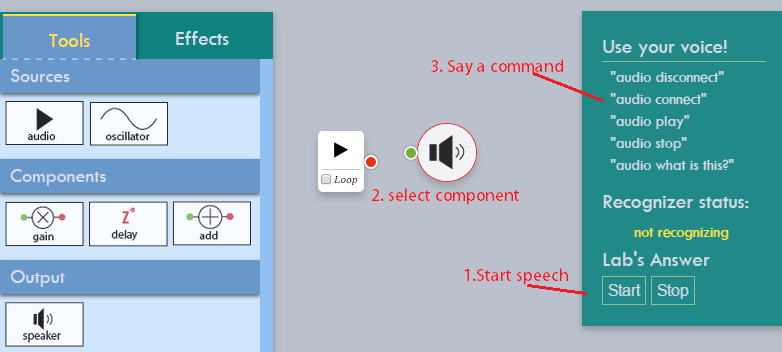 Tools
Effects
Sources
audio
oscillator
Components
gain
Z⁻ⁿ
delay
add
Output
speaker
Loop
2. select component
3. Say a command
1.Start speech
Use your voice!
"audio disconnect"
"audio connect"
"audio play"
"audio stop"
"audio what is this?"
Recognizer status:
not recognizing
Lab's Answer
Start
Stop